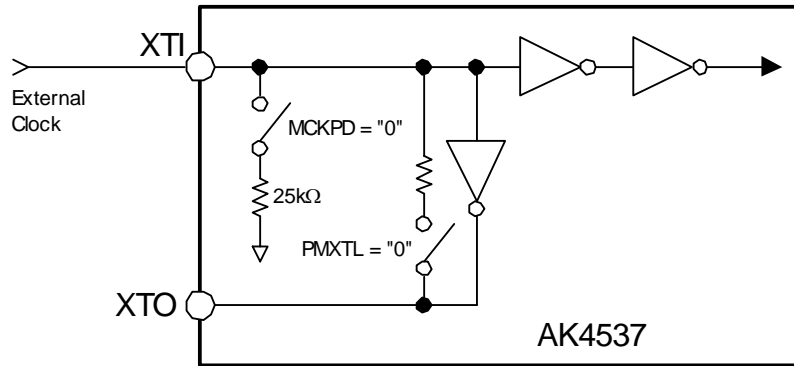 XTI
External
Clock
MCKPD = "0"
25kΩ
PMXTL = "0"
XTO
AK4537